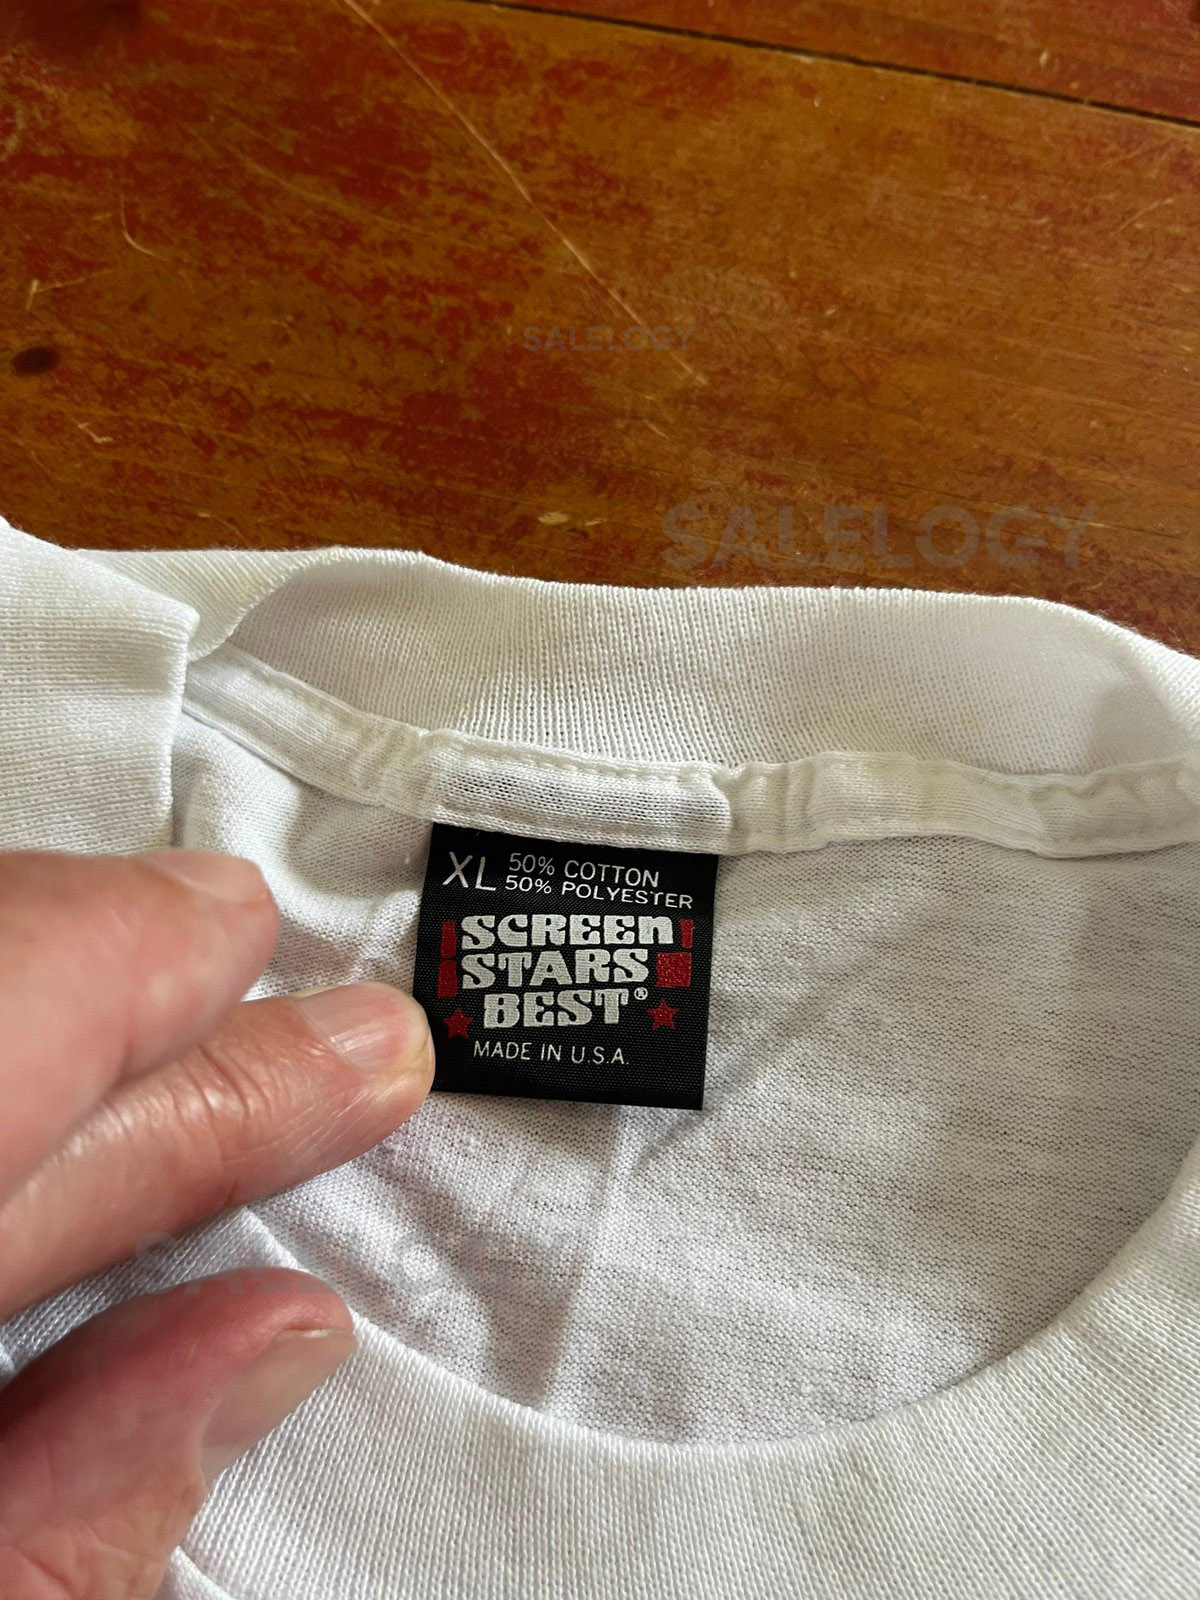 SALELOGY
SALELOGY
XL 50% COTTON
50% POLYESTER
SCREEN
STARS
BEST®
MADE IN U.S.A.